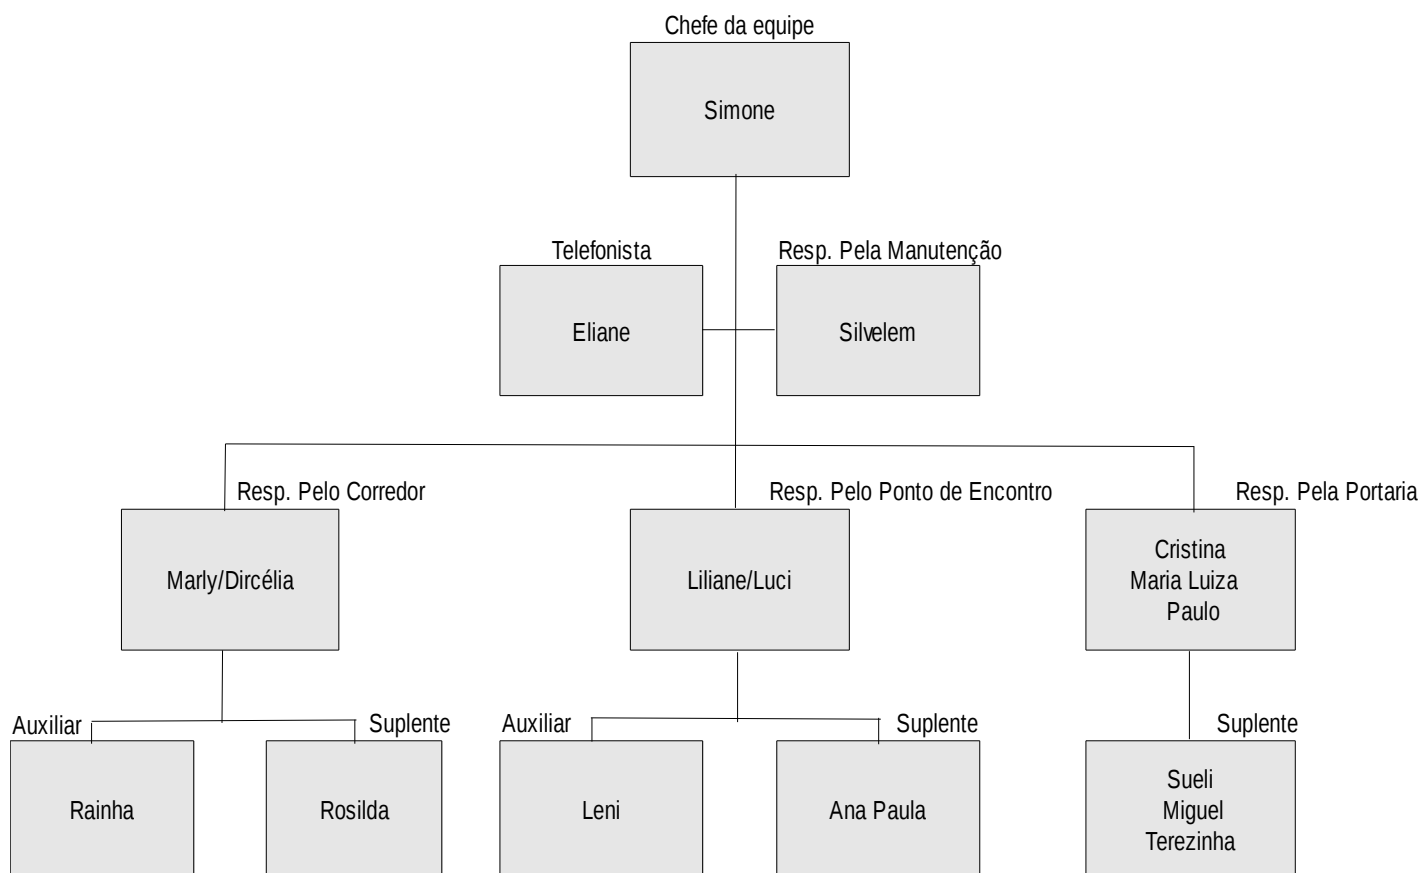 Chefe da equipe
Simone
Telefonista
Resp. Pela Manutenção
Eliane
Silvelem
Resp. Pelo Corredor
Resp. Pelo Ponto de Encontro
Resp. Pela Portaria
Marly/Dircélia
Liliane/Luci
Cristina
Maria Luiza
Paulo
Auxiliar
Suplente
Auxiliar
Suplente
Suplente
Rainha
Rosilda
Leni
Ana Paula
Sueli
Miguel
Terezinha